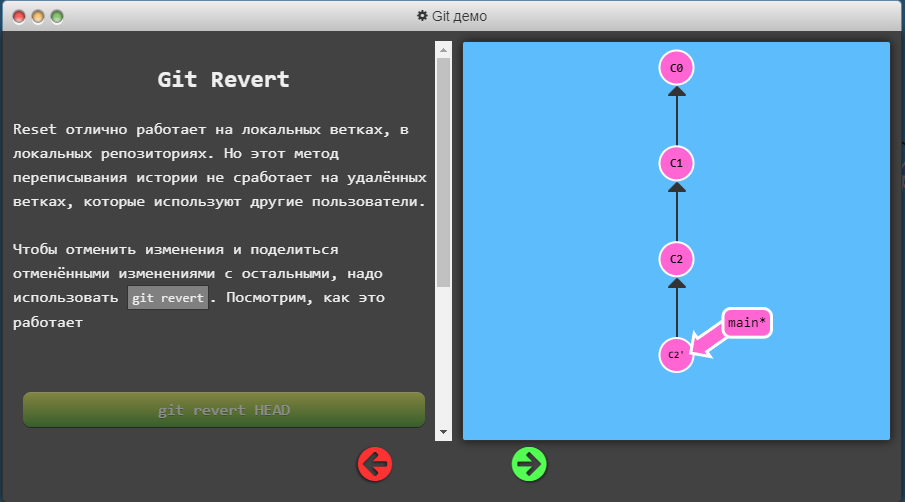 Git демо
Git Revert
Reset отлично работает на локальных ветках, в
локальных репозиториях. Но этот метод
переписывания истории не сработает на удалённых
ветках, которые используют другие пользователи.
Чтобы отменить изменения и поделиться
отменёнными изменениями с остальными, надо
использовать git revert. Посмотрим, как это
работает
git revert HEAD
C0
C1
C2
main*
C2'